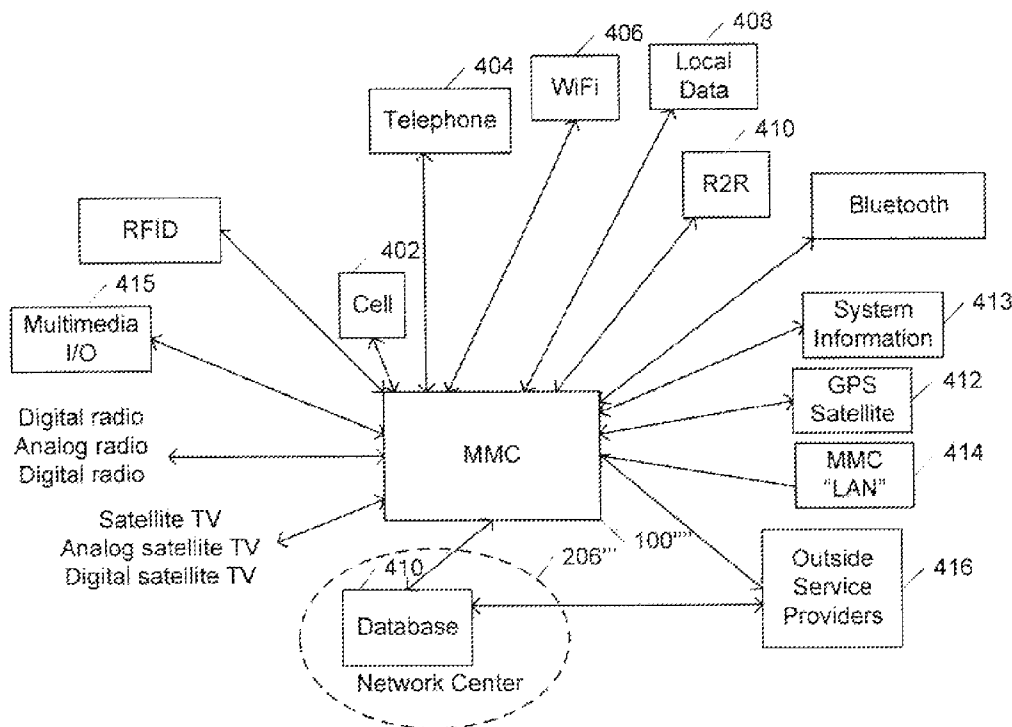 408
406
Local
Data
404
WiFi
Telephone
410
R2R
Bluetooth
RFID
402
415
Cell
Multimedia
I/O
System
Information
413
GPS
Satellite
412
Digital radio
Analog radio
Digital radio
MMC
MMC
"LAN"
414
Satellite TV
Analog satellite TV
Digital satellite TV
410
206'''
100''''
Outside
Service
Providers
416
Database
Network Center